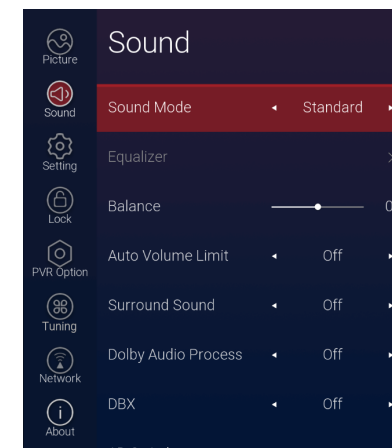 Sound
Picture
Sound
Setting
Lock
PVR Option
Tuning
Network
About
Sound Mode Standard
Equalizer
Balance 0
Auto Volume Limit Off
Surround Sound Off
Dolby Audio Process Off
DBX Off